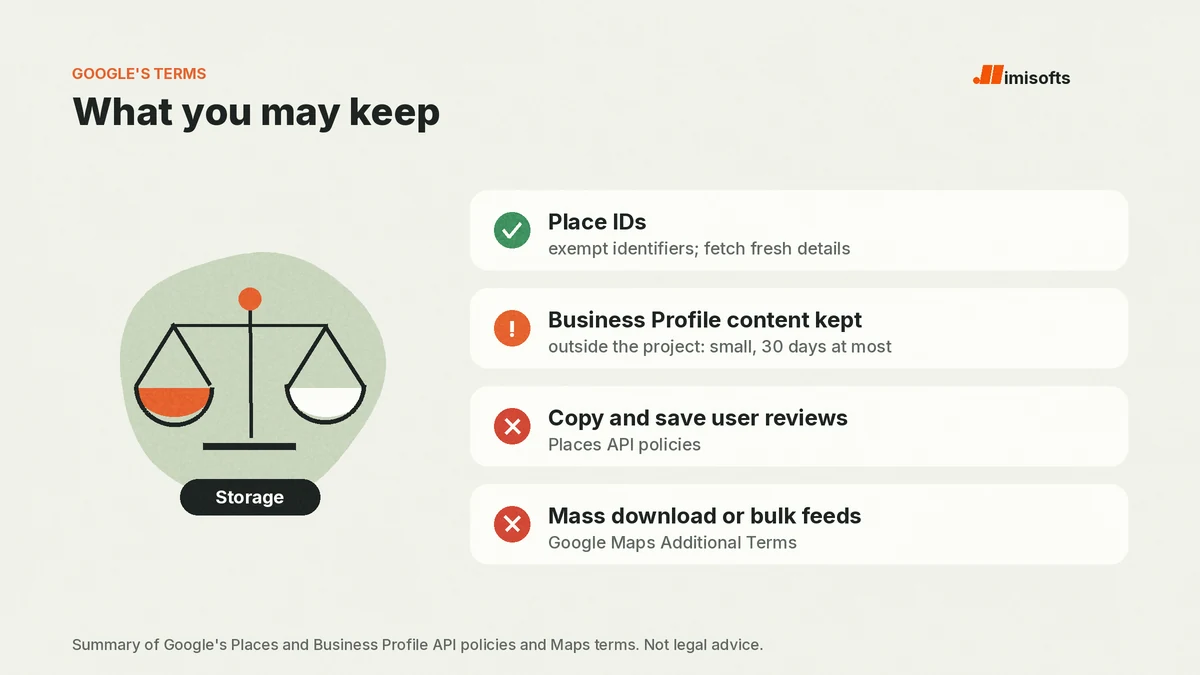 GOOGLE'S TERMS
What you may keep
imisofts
Place IDs
exempt identifiers; fetch fresh details
Business Profile content kept
outside the project: small, 30 days at most
Copy and save user reviews
Places API policies
Mass download or bulk feeds
Google Maps Additional Terms
Storage
Summary of Google's Places and Business Profile API policies and Maps terms. Not legal advice.